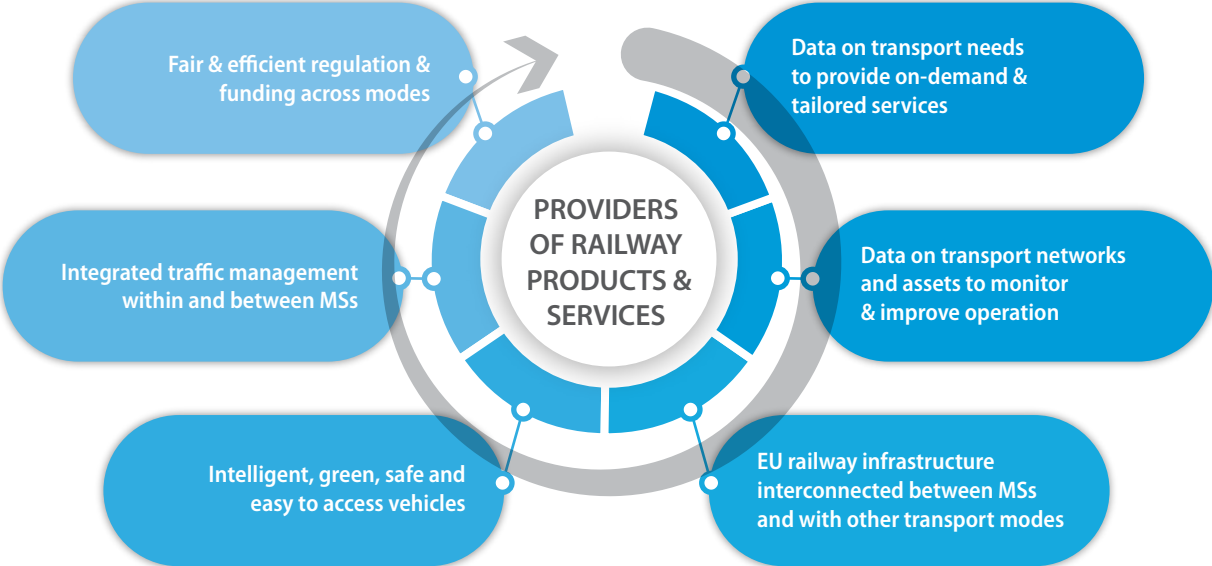 Fair & efficient regulation &
funding across modes
Data on transport needs
to provide on-demand &
tailored services
PROVIDERS
OF RAILWAY
PRODUCTS &
SERVICES
Integrated traffic management
within and between MSs
Data on transport networks
and assets to monitor
& improve operation
Intelligent, green, safe and
easy to access vehicles
EU railway infrastructure
interconnected between MSs
and with other transport modes